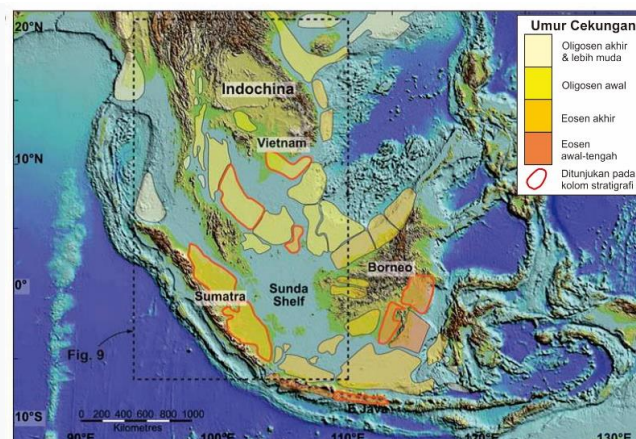 20°N
Umur Cekungan
Oligosen akhir
& lebih muda
Oligosen awal
Eosen akhir
Eosen
awal-tengah
Ditunjukan pada
kolom stratigrafi
Indochina
Vietnam
10°N
Borneo
0°
Sumatra
Sunda
Shelf
Fig. 9
E Java
10°S
0 200 400 600 800 1000
Kilometres
90°E
100°E
110°E
120°E
130°E